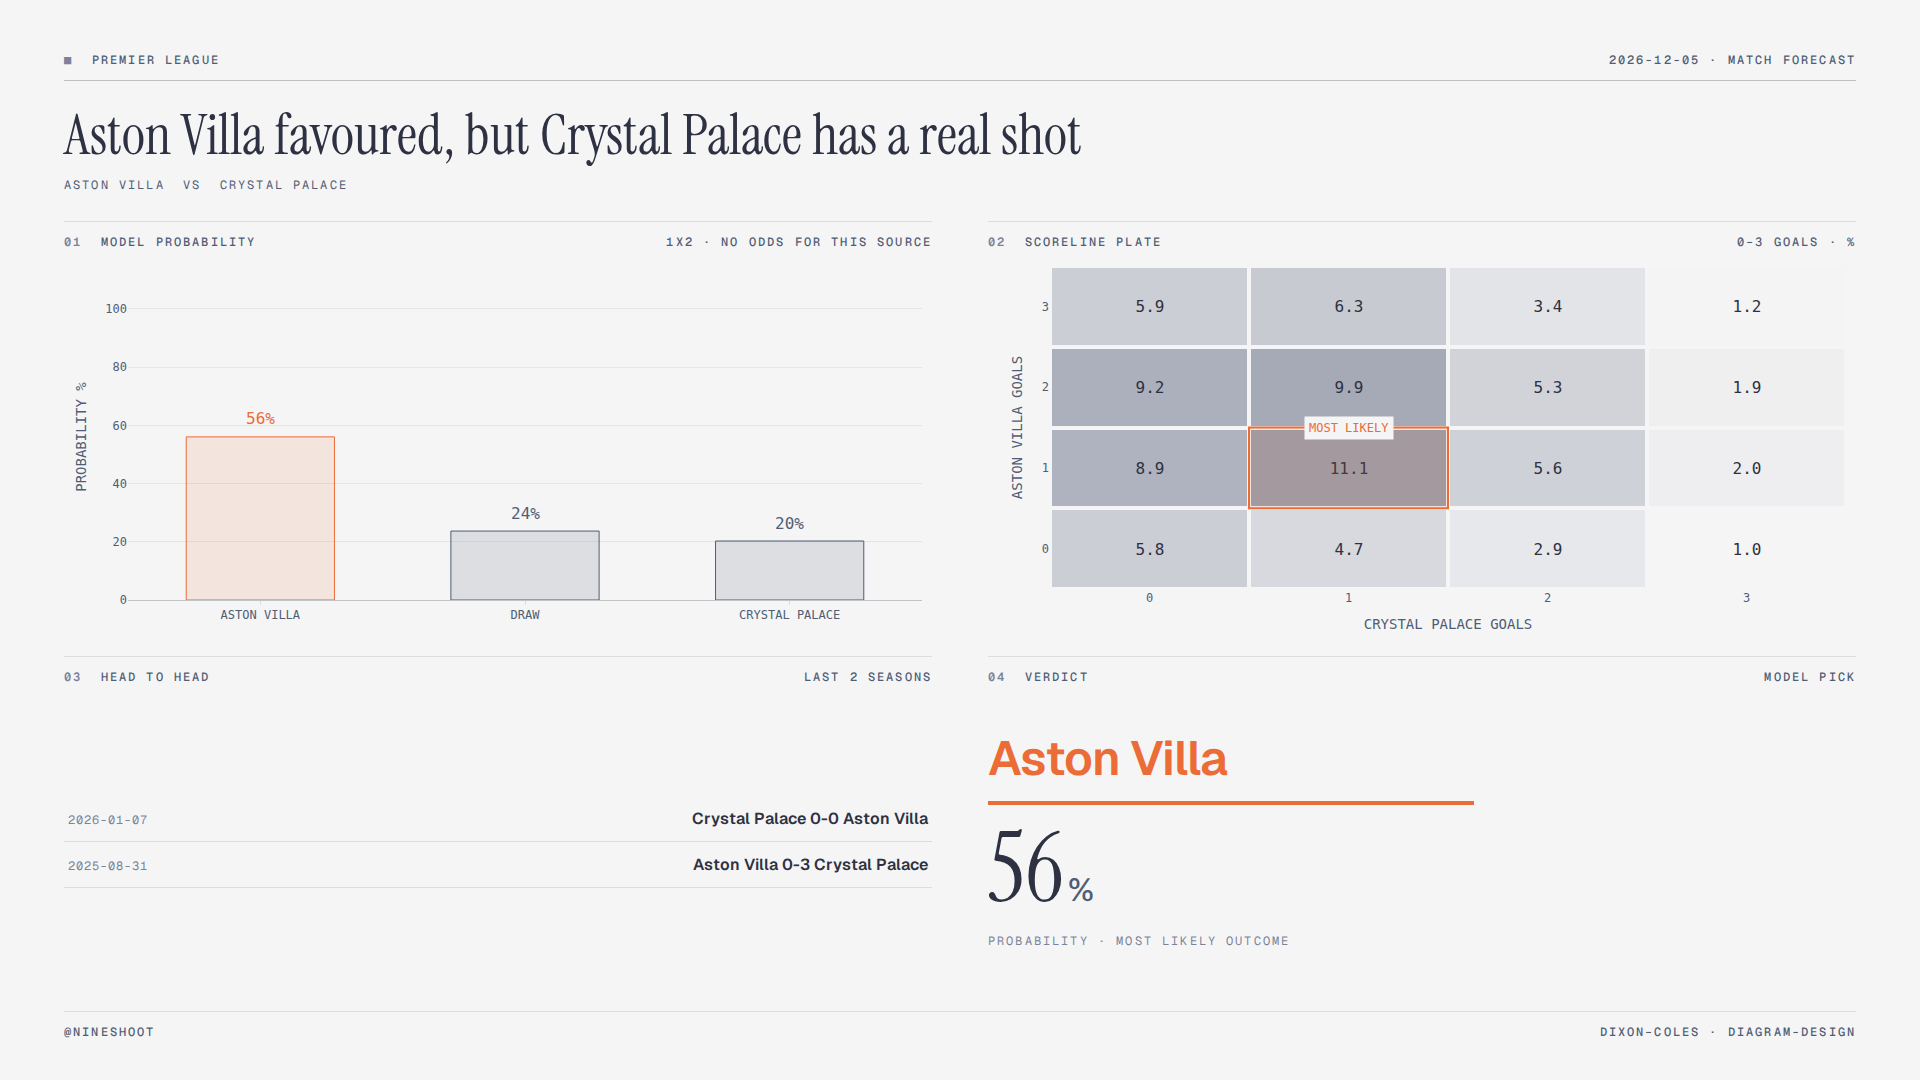 PREMIER LEAGUE
2026-12-05 · MATCH FORECAST
Aston Villa favoured, but Crystal Palace has a real shot
ASTON VILLA VS CRYSTAL PALACE
01 MODEL PROBABILITY
1X2 · NO ODDS FOR THIS SOURCE
PROBABILITY %
100
80
60
40
20
0
56%
24%
20%
ASTON VILLA
DRAW
CRYSTAL PALACE
02 SCORELINE PLATE
0–3 GOALS · %
ASTON VILLA GOALS
3 5.9 6.3 3.4 1.2
2 9.2 9.9 5.3 1.9
MOST LIKELY
1 8.9 11.1 5.6 2.0
0 5.8 4.7 2.9 1.0
0 1 2 3
CRYSTAL PALACE GOALS
03 HEAD TO HEAD
LAST 2 SEASONS
2026-01-07 Crystal Palace 0-0 Aston Villa
2025-08-31 Aston Villa 0-3 Crystal Palace
04 VERDICT
MODEL PICK
Aston Villa
56%
PROBABILITY · MOST LIKELY OUTCOME
@NINESHOOT
DIXON-COLES · DIAGRAM-DESIGN